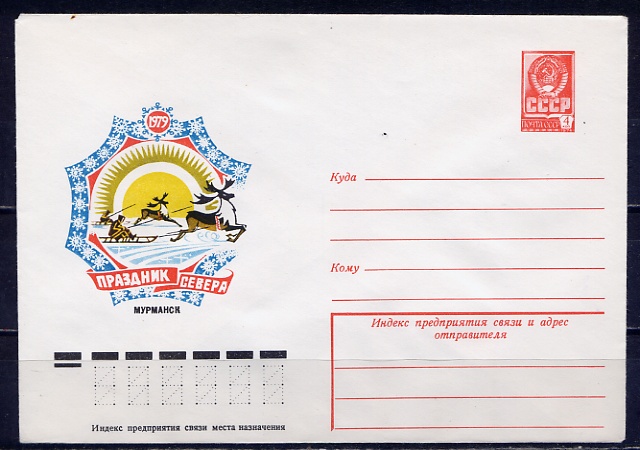 1979
ПРАЗДНИК
СЕВЕРА
МУРМАНСК
СССР
ПОЧТА СССР
4
Куда
Кому
Индекс предприятия связи и адрес
отправителя
Индекс предприятия связи места назначения